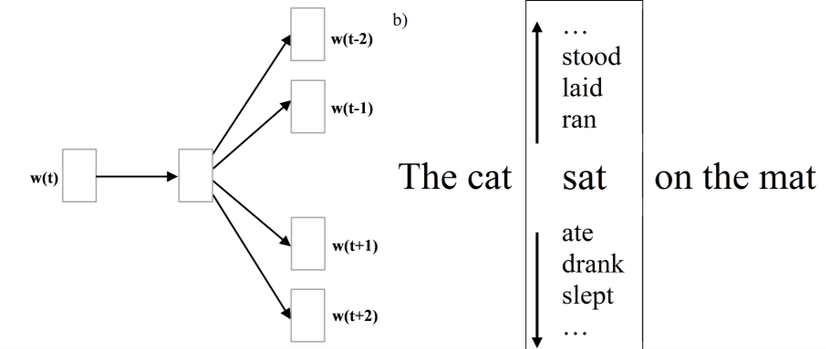 w(t)
w(t-2)
w(t-1)
w(t+1)
w(t+2)
b)
...
stood
laid
ran
The cat sat on the mat
ate
drank
slept
...